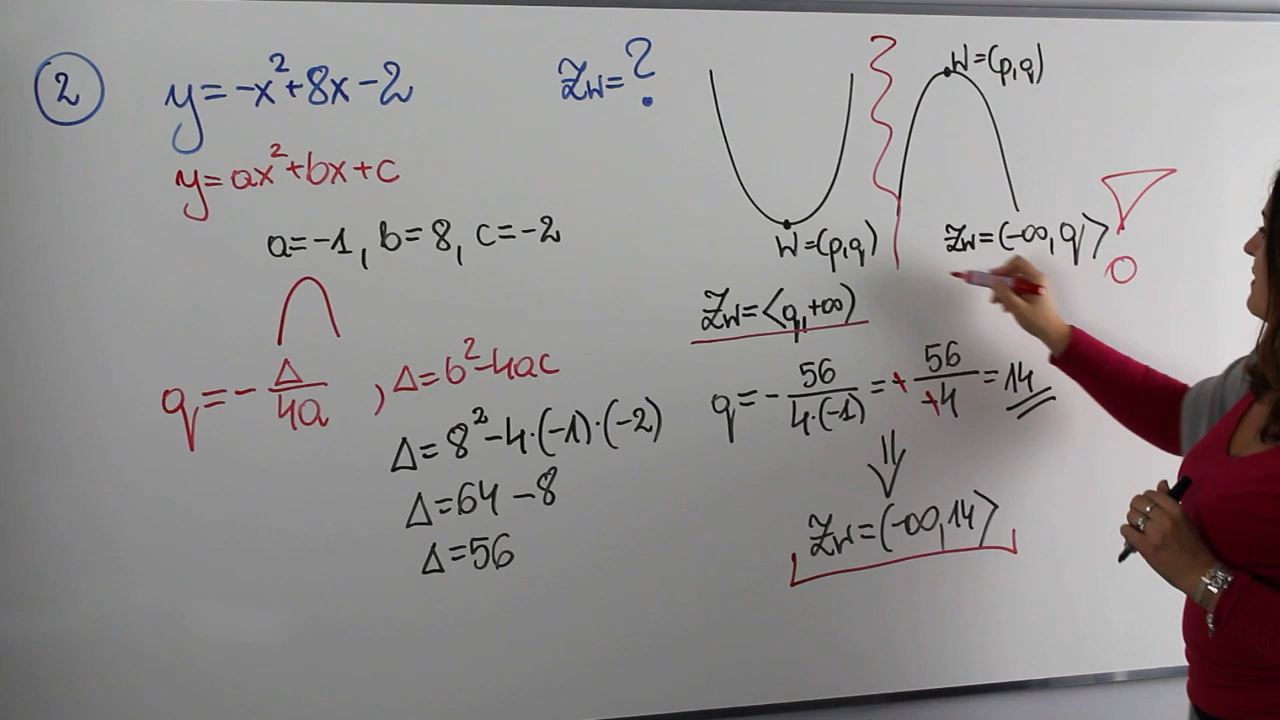 2
y=-x²+8x-2
Zw=?
y=ax²+bx+c
a=-1, b=8, c=-2
q=-Δ/4a, Δ=b²-4ac
Δ=8²-4·(-1)·(-2)
Δ=64-8
Δ=56
W=(p,q)
Zw=<q,+∞)
W=(p,q)
Zw=(-∞,q>
!
q=-56/4·(-1)=+56/+4=14
⇓
Zw=(-∞,14>